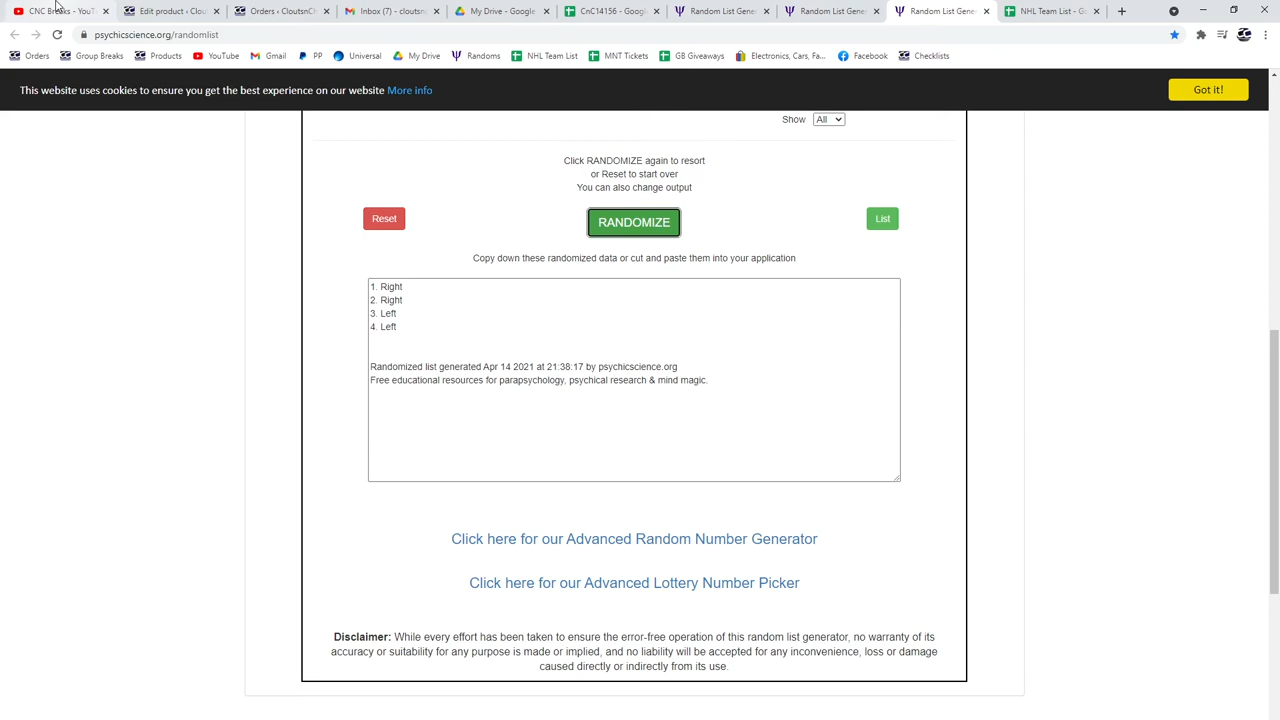 CNC Breaks - YouTu
Edit product ‹ Clou
Orders ‹ CloutsnCh
Inbox (7) - cloutsnc
My Drive - Google
CnC14156 - Google
Random List Gene
Random List Gene
Random List Gene
NHL Team List - Go
psychicscience.org/randomlist
Orders
Group Breaks
Products
YouTube
Gmail
PP
Universal
My Drive
Randoms
NHL Team List
MNT Tickets
GB Giveaways
Electronics, Cars, Fa...
Facebook
Checklists
This website uses cookies to ensure you get the best experience on our website More info
Got it!
Show All
Click RANDOMIZE again to resort
or Reset to start over
You can also change output
Reset
RANDOMIZE
List
Copy down these randomized data or cut and paste them into your application
1. Right
2. Right
3. Left
4. Left
Randomized list generated Apr 14 2021 at 21:38:17 by psychicscience.org
Free educational resources for parapsychology, psychical research & mind magic.
Click here for our Advanced Random Number Generator
Click here for our Advanced Lottery Number Picker
Disclaimer: While every effort has been taken to ensure the error-free operation of this random list generator, no warranty of its
accuracy or suitability for any purpose is made or implied, and no liability will be accepted for any inconvenience, loss or damage
caused directly or indirectly from its use.